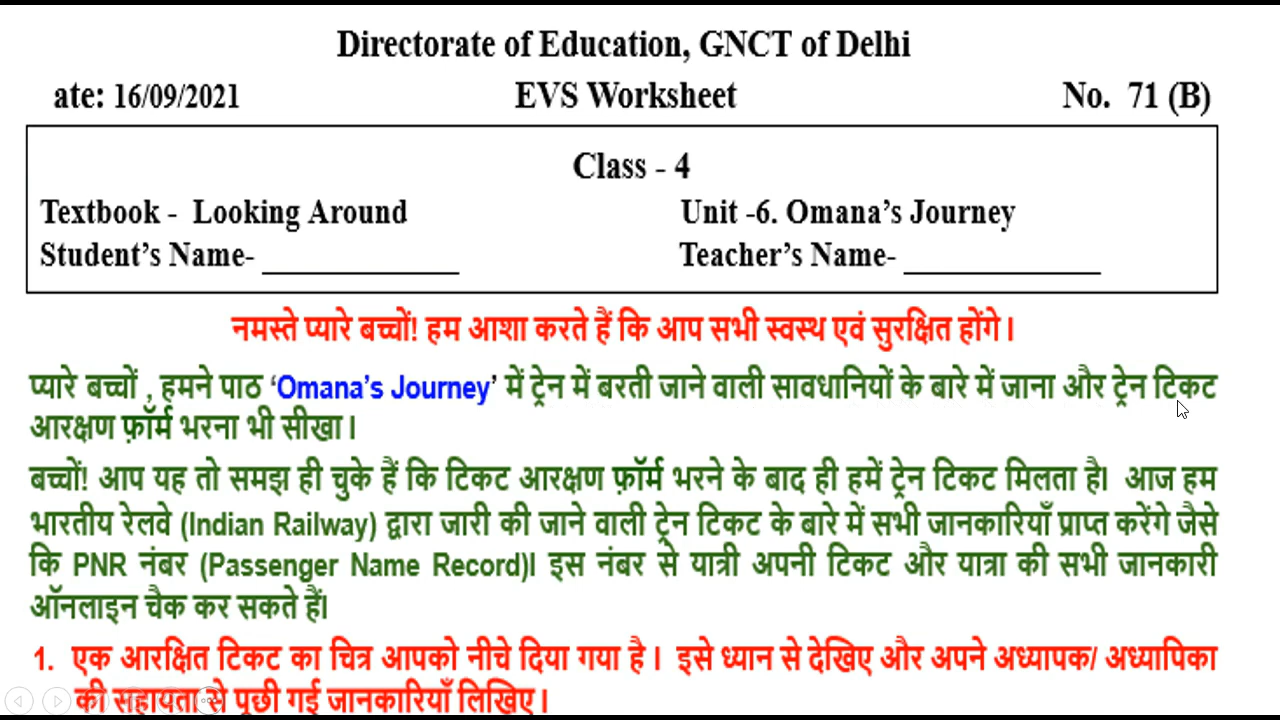 Directorate of Education, GNCT of Delhi
ate: 16/09/2021 EVS Worksheet No. 71 (B)
Class - 4
Textbook - Looking Around Unit -6. Omana's Journey
Student's Name- ____________ Teacher's Name- ____________
नमस्ते प्यारे बच्चों! हम आशा करते हैं कि आप सभी स्वस्थ एवं सुरक्षित होंगे।
प्यारे बच्चों , हमने पाठ ‘Omana’s Journey’ में ट्रेन में बरती जाने वाली सावधानियों के बारे में जाना और ट्रेन टिकट
आरक्षण फ़ॉर्म भरना भी सीखा।
बच्चों! आप यह तो समझ ही चुके हैं कि टिकट आरक्षण फ़ॉर्म भरने के बाद ही हमें ट्रेन टिकट मिलता है। आज हम
भारतीय रेलवे (Indian Railway) द्वारा जारी की जाने वाली ट्रेन टिकट के बारे में सभी जानकारियाँ प्राप्त करेंगे जैसे
कि PNR नंबर (Passenger Name Record)। इस नंबर से यात्री अपनी टिकट और यात्रा की सभी जानकारी
ऑनलाइन चैक कर सकते हैं।
1. एक आरक्षित टिकट का चित्र आपको नीचे दिया गया है। इसे ध्यान से देखिए और अपने अध्यापक/ अध्यापिका
की सहायता से पूछी गई जानकारियाँ लिखिए।